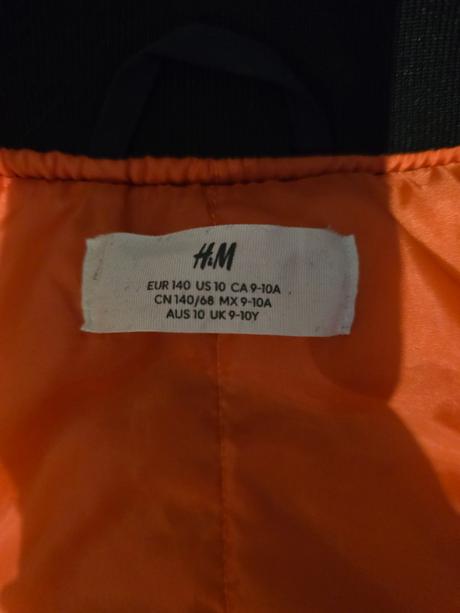 H&M
EUR 140 US 10 CA 9-10A
CN 140/68 MX 9-10A
AUS 10 UK 9-10Y